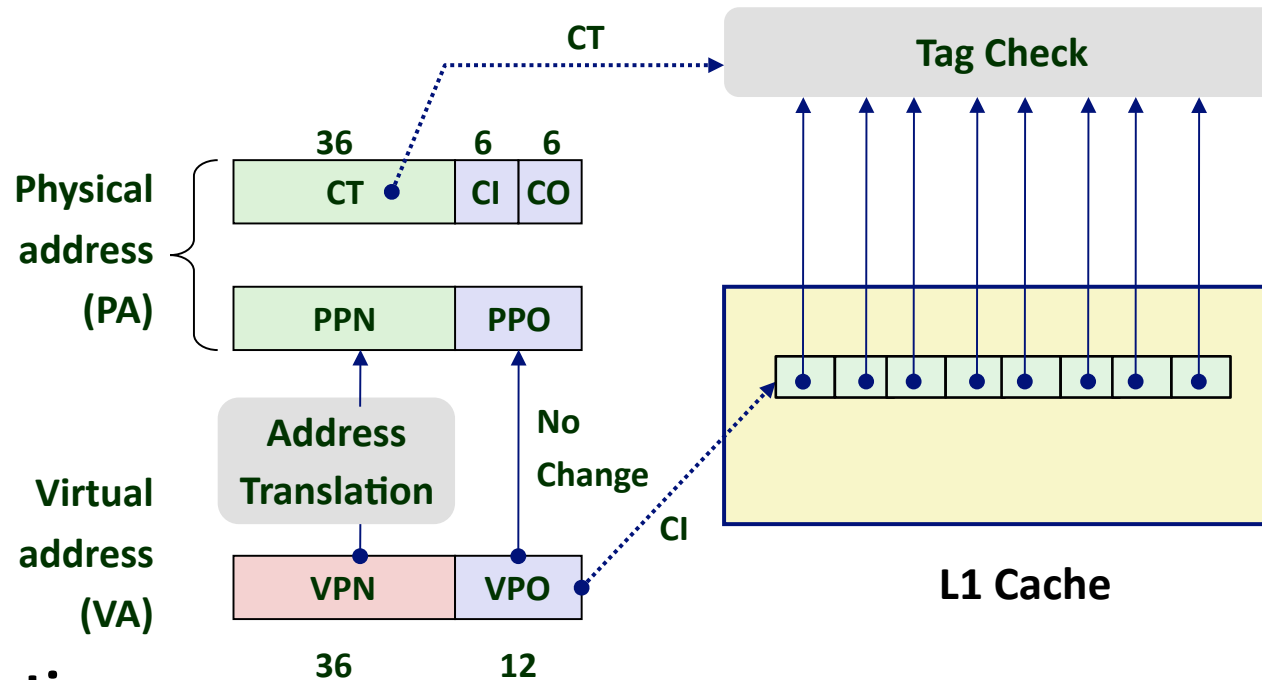 CT
Tag Check
36
6
6
CT
CI
CO
Physical
address
(PA)
PPN
PPO
Address
Translation
No
Change
Virtual
address
(VA)
CI
VPN
VPO
L1 Cache
36
12